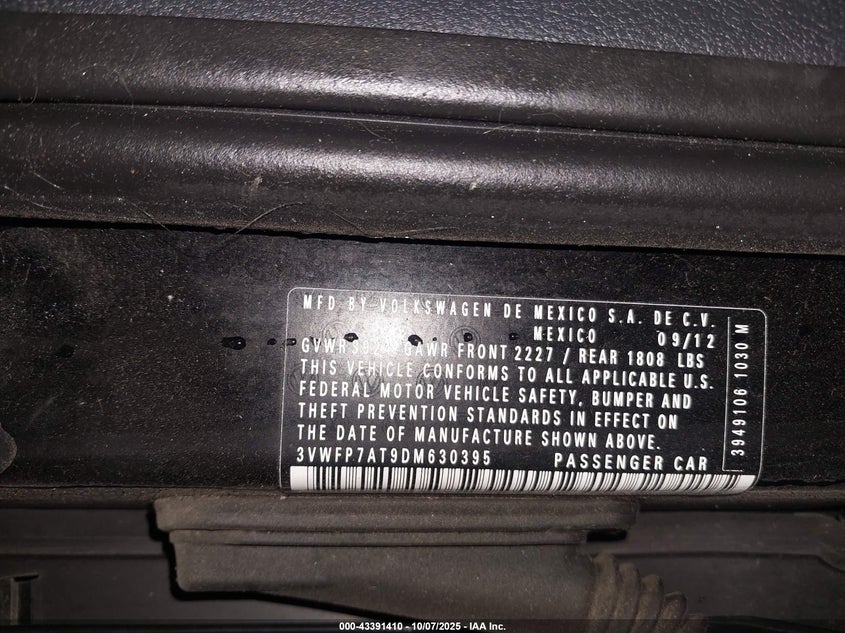 MFD BY VOLKSWAGEN DE MEXICO S.A. DE C.V.
MEXICO 09/12
GAWR FRONT 2227 / REAR 1808 LBS
THIS VEHICLE CONFORMS TO ALL APPLICABLE U.S.
FEDERAL MOTOR VEHICLE SAFETY, BUMPER AND
THEFT PREVENTION STANDARDS IN EFFECT ON
THE DATE OF MANUFACTURE SHOWN ABOVE.
3VWFP7AT9DM630395 PASSENGER CAR
3949106 1030 M
000-43391410 - 10/07/2025 - IAA Inc.